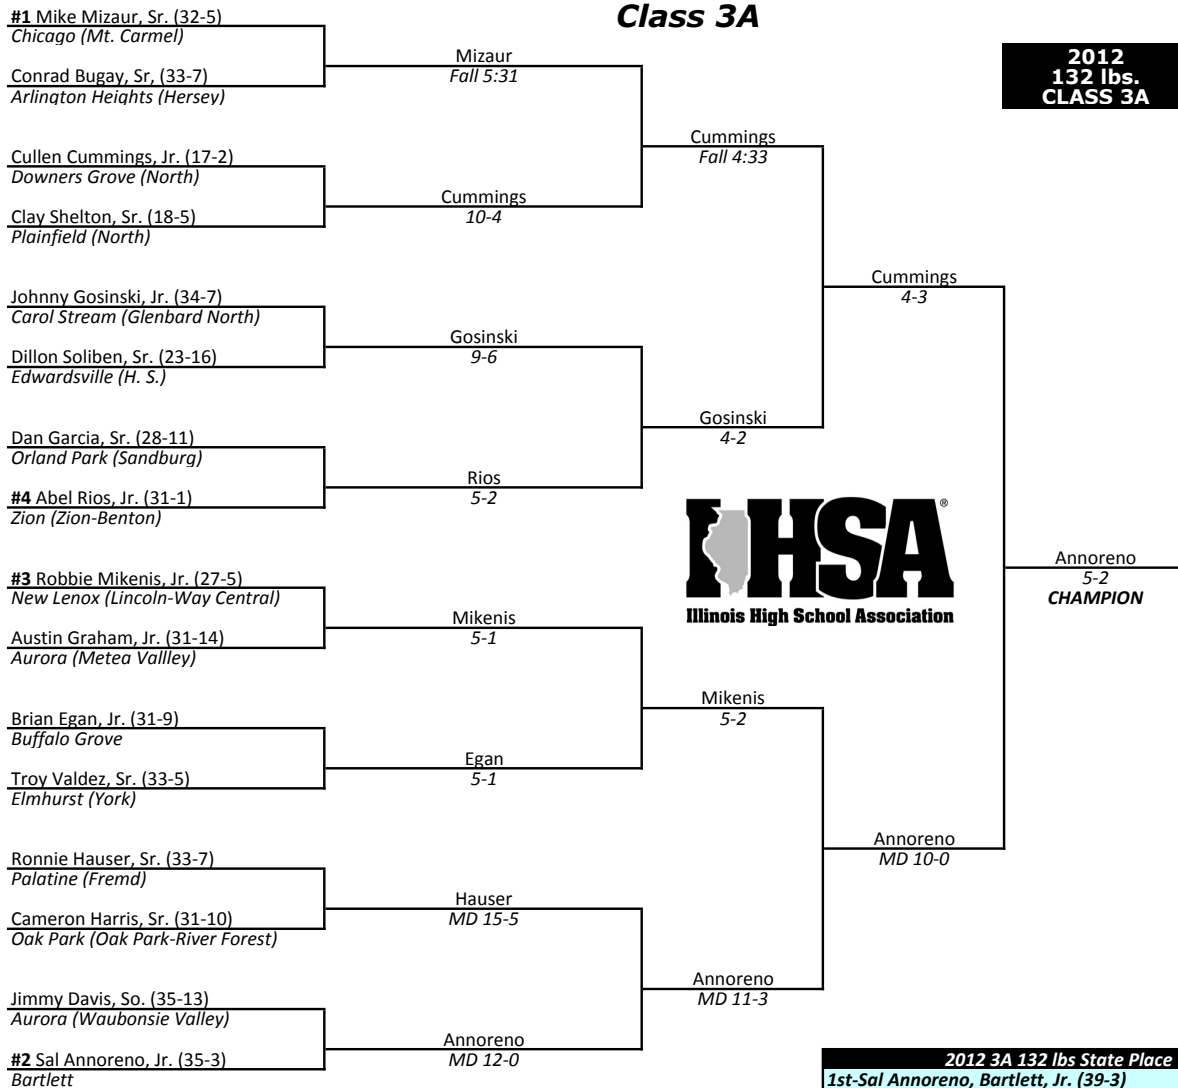 Class 3A
2012
132 lbs.
CLASS 3A
#1 Mike Mizaur, Sr. (32-5)
Chicago (Mt. Carmel)
Conrad Bugay, Sr, (33-7)
Arlington Heights (Hersey)
Cullen Cummings, Jr. (17-2)
Downers Grove (North)
Clay Shelton, Sr. (18-5)
Plainfield (North)
Johnny Gosinski, Jr. (34-7)
Carol Stream (Glenbard North)
Dillon Soliben, Sr. (23-16)
Edwardsville (H. S.)
Dan Garcia, Sr. (28-11)
Orland Park (Sandburg)
#4 Abel Rios, Jr. (31-1)
Zion (Zion-Benton)
#3 Robbie Mikenis, Jr. (27-5)
New Lenox (Lincoln-Way Central)
Austin Graham, Jr. (31-14)
Aurora (Metea Vallley)
Brian Egan, Jr. (31-9)
Buffalo Grove
Troy Valdez, Sr. (33-5)
Elmhurst (York)
Ronnie Hauser, Sr. (33-7)
Palatine (Fremd)
Cameron Harris, Sr. (31-10)
Oak Park (Oak Park-River Forest)
Jimmy Davis, So. (35-13)
Aurora (Waubonsie Valley)
#2 Sal Annoreno, Jr. (35-3)
Bartlett
Mizaur
Fall 5:31
Cummings
10-4
Gosinski
9-6
Rios
5-2
Mikenis
5-1
Egan
5-1
Hauser
MD 15-5
Annoreno
MD 12-0
Cummings
Fall 4:33
Gosinski
4-2
Mikenis
5-2
Annoreno
MD 11-3
Cummings
4-3
Annoreno
MD 10-0
IHSA®
Illinois High School Association
Annoreno
5-2
CHAMPION
2012 3A 132 lbs State Place
1st-Sal Annoreno, Bartlett, Jr. (39-3)